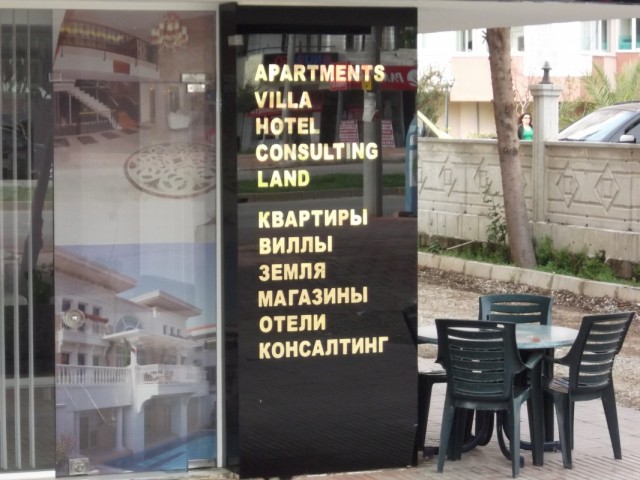 APARTMENTS
VILLA
HOTEL
CONSULTING
LAND
КВАРТИРЫ
ВИЛЛЫ
ЗЕМЛЯ
МАГАЗИНЫ
ОТЕЛИ
КОНСАЛТИНГ